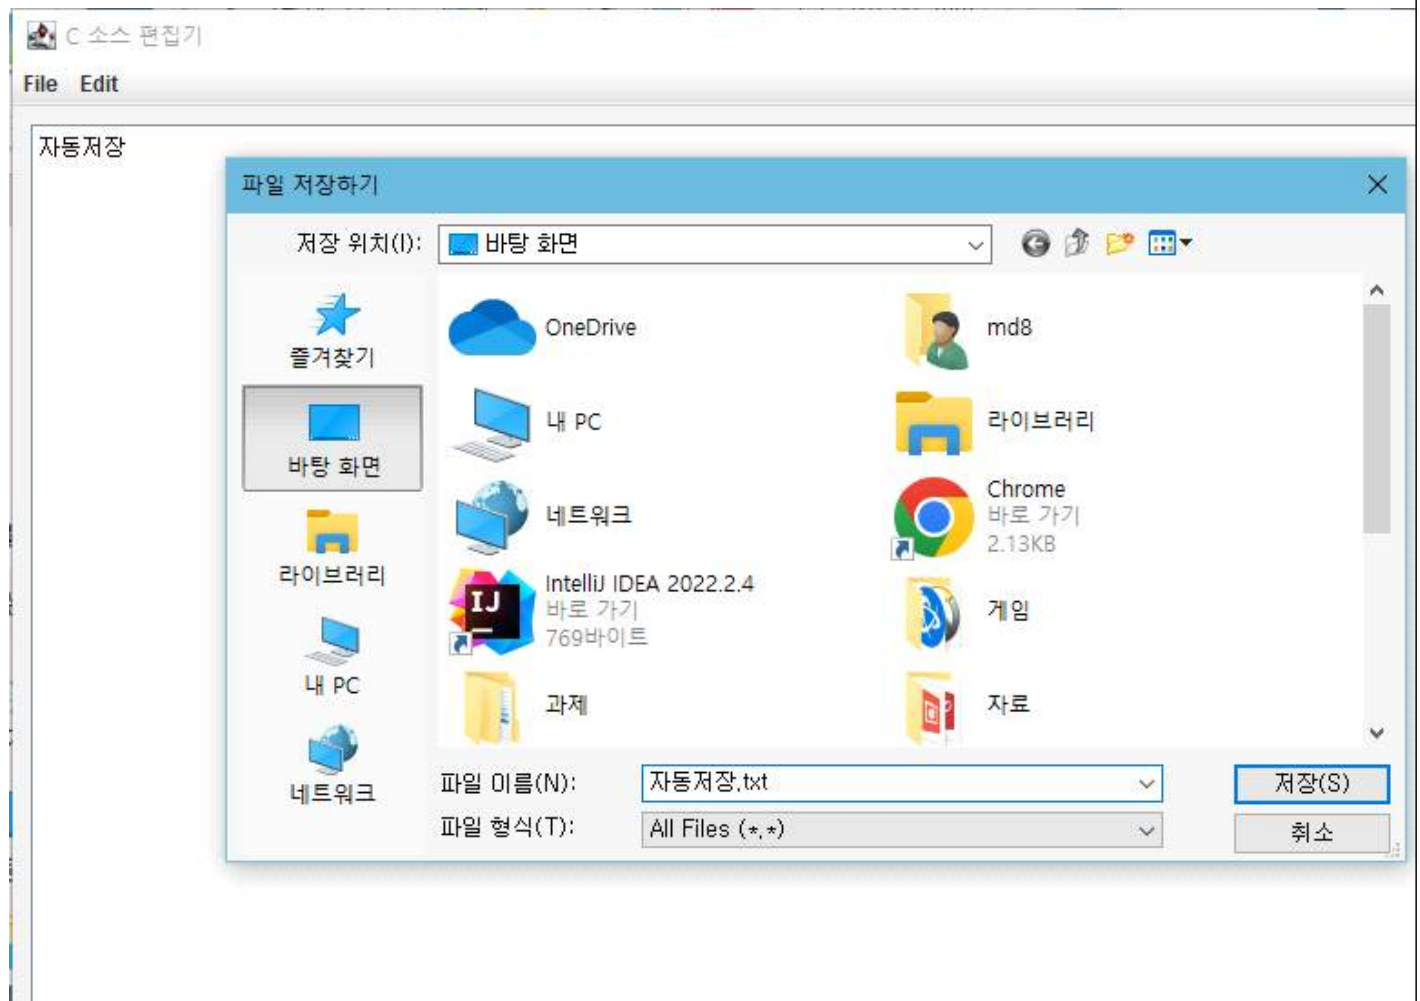 C 소스 편집기
File Edit
자동저장
파일 저장하기
저장 위치(I): 바탕 화면
즐겨찾기
바탕 화면
라이브러리
내 PC
네트워크
OneDrive
md8
내 PC
라이브러리
네트워크
Chrome
바로 가기
2.13KB
IntelliJ IDEA 2022.2.4
바로 가기
769바이트
게임
과제
자료
파일 이름(N): 자동저장.txt
저장(S)
파일 형식(T): All Files (*.*)
취소